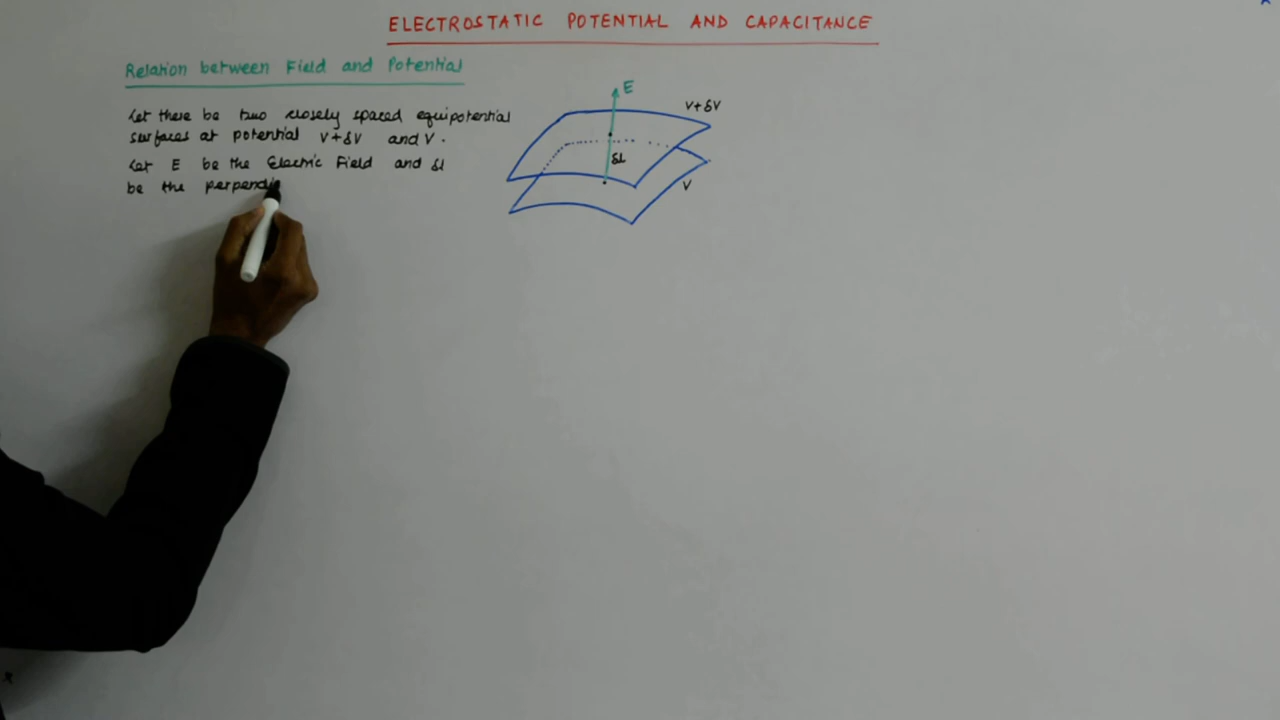 ELECTROSTATIC POTENTIAL AND CAPACITANCE
Relation between Field and Potential
Let there be two closely spaced equipotential
surfaces at potential V+δV and V.
Let E be the Electric Field and δl
be the perpendi
E
V+δV
δl
V